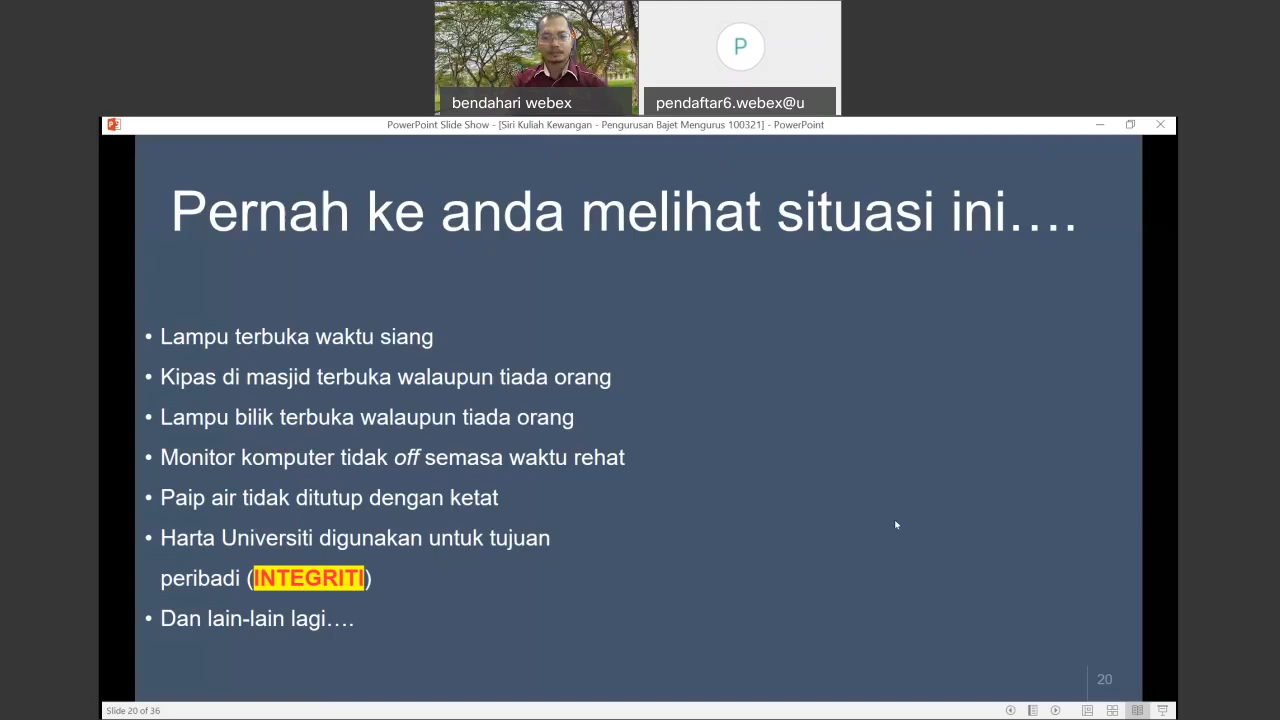 bendahari webex
P
pendaftar6.webex@u
PowerPoint Slide Show - [Siri Kuliah Kewangan - Pengurusan Bajet Mengurus 100321] - PowerPoint
Pernah ke anda melihat situasi ini….
• Lampu terbuka waktu siang
• Kipas di masjid terbuka walaupun tiada orang
• Lampu bilik terbuka walaupun tiada orang
• Monitor komputer tidak off semasa waktu rehat
• Paip air tidak ditutup dengan ketat
• Harta Universiti digunakan untuk tujuan
peribadi (INTEGRITI)
• Dan lain-lain lagi….
20
Slide 20 of 36